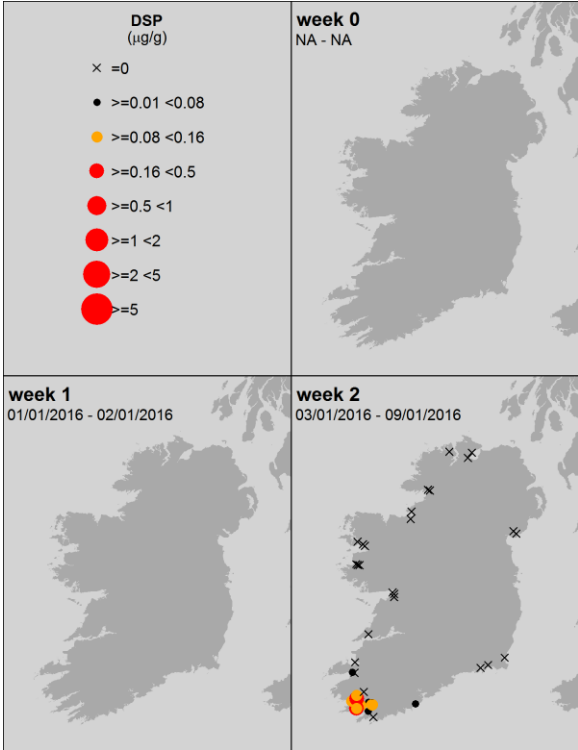 DSP
(μg/g)
=0
>=0.01 <0.08
>=0.08 <0.16
>=0.16 <0.5
>=0.5 <1
>=1 <2
>=2 <5
>=5
week 0
NA - NA
week 1
01/01/2016 - 02/01/2016
week 2
03/01/2016 - 09/01/2016